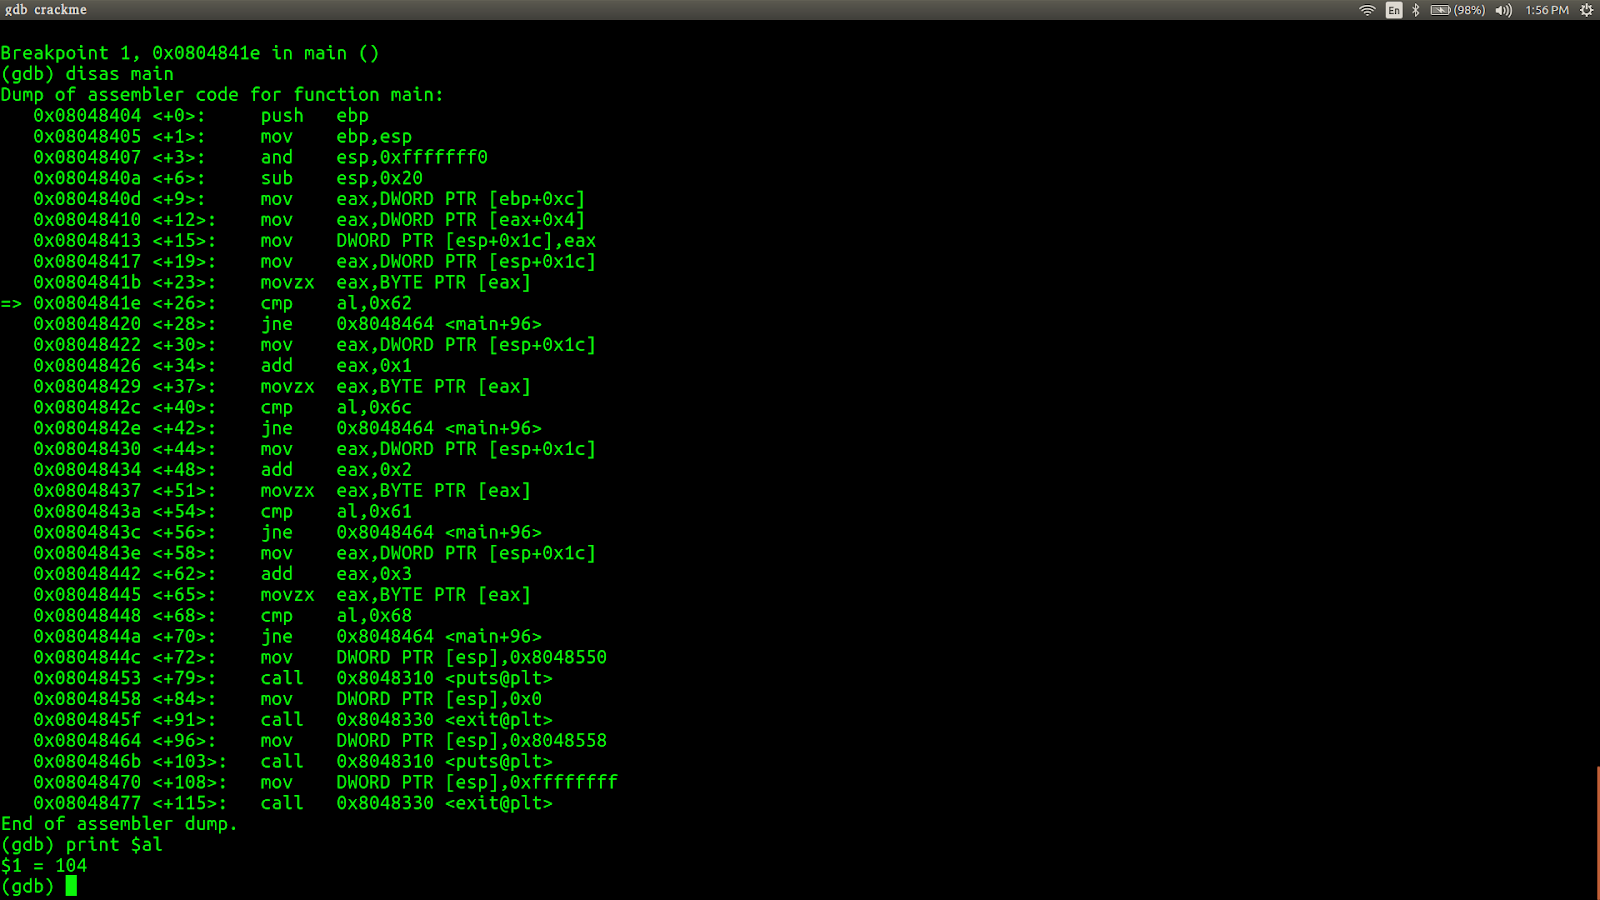 gdb crackme
En (98%) 1:56 PM
Breakpoint 1, 0x0804841e in main ()
(gdb) disas main
Dump of assembler code for function main:
   0x08048404 <+0>:     push   ebp
   0x08048405 <+1>:     mov    ebp,esp
   0x08048407 <+3>:     and    esp,0xfffffff0
   0x0804840a <+6>:     sub    esp,0x20
   0x0804840d <+9>:     mov    eax,DWORD PTR [ebp+0xc]
   0x08048410 <+12>:    mov    eax,DWORD PTR [eax+0x4]
   0x08048413 <+15>:    mov    DWORD PTR [esp+0x1c],eax
   0x08048417 <+19>:    mov    eax,DWORD PTR [esp+0x1c]
   0x0804841b <+23>:    movzx  eax,BYTE PTR [eax]
=> 0x0804841e <+26>:    cmp    al,0x62
   0x08048420 <+28>:    jne    0x8048464 <main+96>
   0x08048422 <+30>:    mov    eax,DWORD PTR [esp+0x1c]
   0x08048426 <+34>:    add    eax,0x1
   0x08048429 <+37>:    movzx  eax,BYTE PTR [eax]
   0x0804842c <+40>:    cmp    al,0x6c
   0x0804842e <+42>:    jne    0x8048464 <main+96>
   0x08048430 <+44>:    mov    eax,DWORD PTR [esp+0x1c]
   0x08048434 <+48>:    add    eax,0x2
   0x08048437 <+51>:    movzx  eax,BYTE PTR [eax]
   0x0804843a <+54>:    cmp    al,0x61
   0x0804843c <+56>:    jne    0x8048464 <main+96>
   0x0804843e <+58>:    mov    eax,DWORD PTR [esp+0x1c]
   0x08048442 <+62>:    add    eax,0x3
   0x08048445 <+65>:    movzx  eax,BYTE PTR [eax]
   0x08048448 <+68>:    cmp    al,0x68
   0x0804844a <+70>:    jne    0x8048464 <main+96>
   0x0804844c <+72>:    mov    DWORD PTR [esp],0x8048550
   0x08048453 <+79>:    call   0x8048310 <puts@plt>
   0x08048458 <+84>:    mov    DWORD PTR [esp],0x0
   0x0804845f <+91>:    call   0x8048330 <exit@plt>
   0x08048464 <+96>:    mov    DWORD PTR [esp],0x8048558
   0x0804846b <+103>:   call   0x8048310 <puts@plt>
   0x08048470 <+108>:   mov    DWORD PTR [esp],0xffffffff
   0x08048477 <+115>:   call   0x8048330 <exit@plt>
End of assembler dump.
(gdb) print $al
$1 = 104
(gdb)